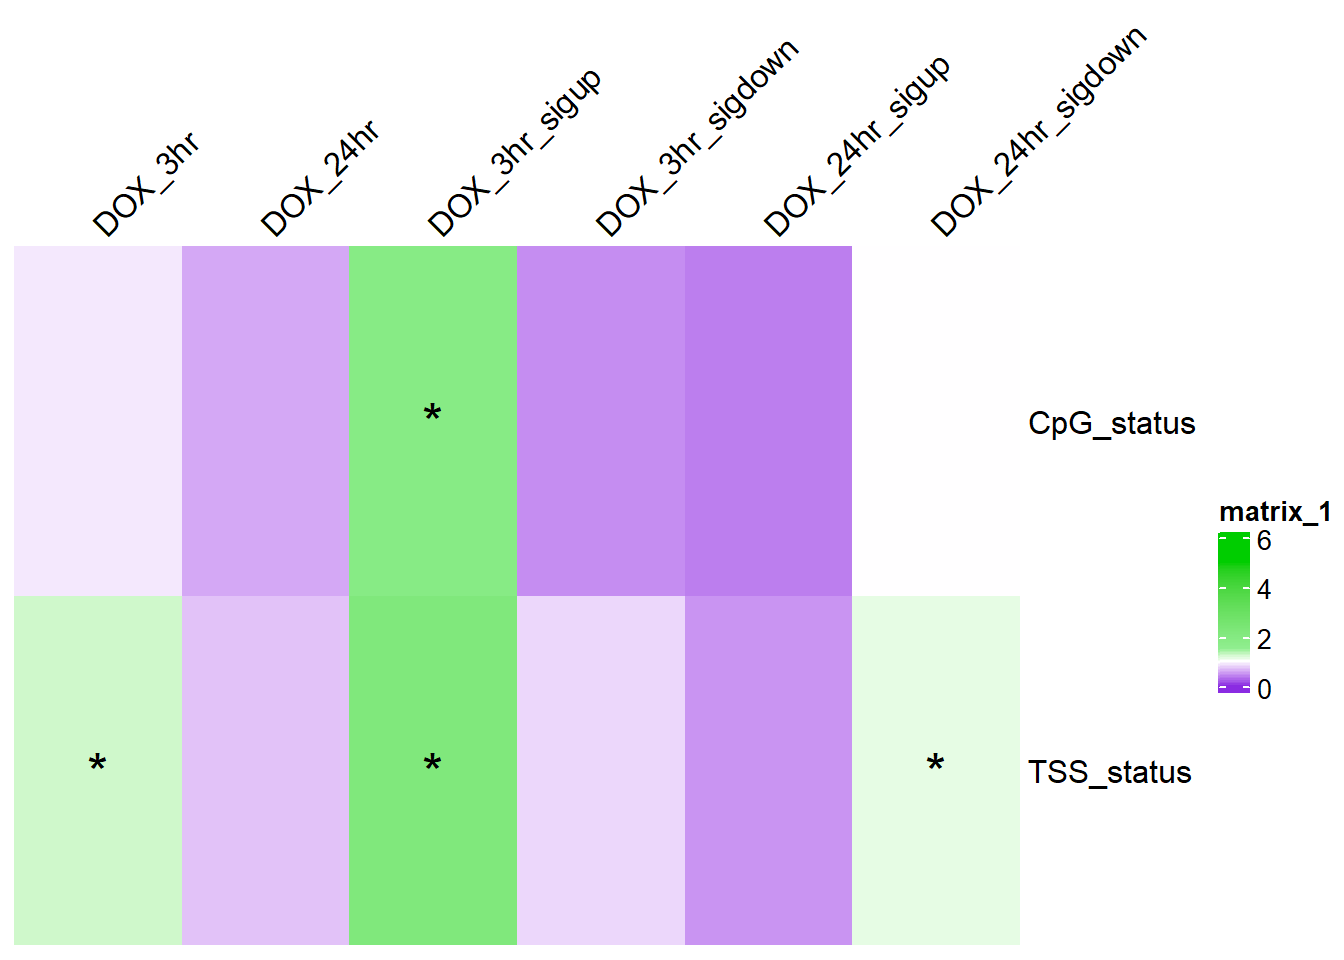 DOX_3hr
DOX_24hr
DOX_3hr_sigup
DOX_3hr_sigdown
DOX_24hr_sigup
DOX_24hr_sigdown
*
CpG_status
matrix_1
6
4
2
0
*
*
*
TSS_status